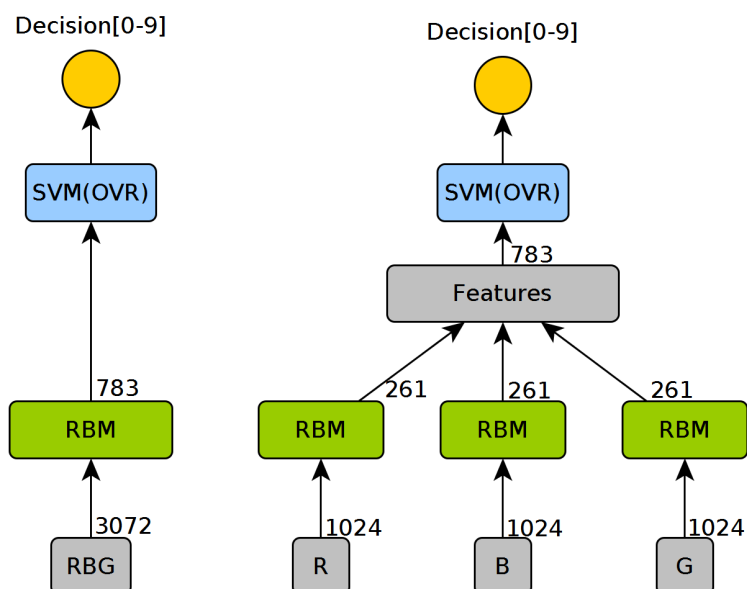 Decision[0-9]
SVM(OVR)
783
RBM
3072
RBG
Decision[0-9]
SVM(OVR)
783
Features
261
261
261
RBM
RBM
RBM
1024
1024
1024
R
B
G